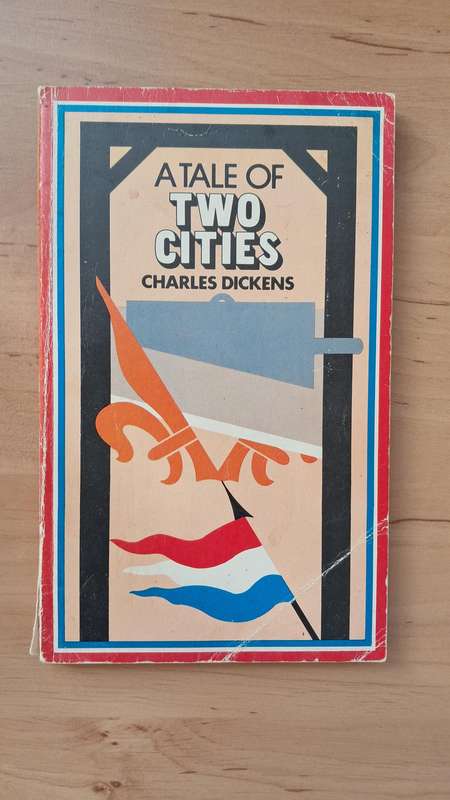 A TALE OF
TWO
CITIES
CHARLES DICKENS